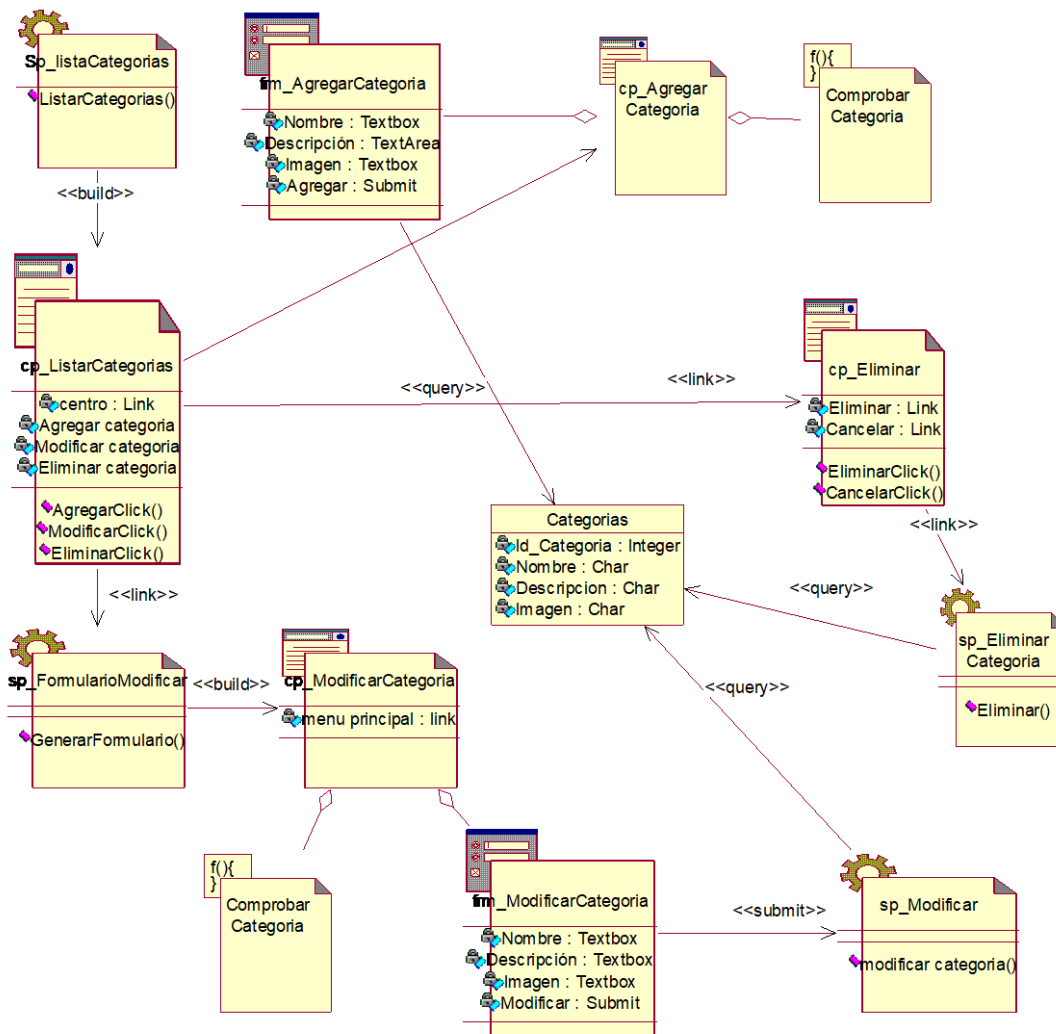 Sp_listaCategorias
ListarCategorias()
<<build>>
frm_AgregarCategoria
Nombre : Textbox
Descripción : TextArea
Imagen : Textbox
Agregar : Submit
cp_Agregar
Categoria
f(){
}
Comprobar
Categoria
cp_ListarCategorias
centro : Link
Agregar categoria
Modificar categoria
Eliminar categoria
AgregarClick()
ModificarClick()
EliminarClick()
<<query>>
<<link>>
cp_Eliminar
Eliminar : Link
Cancelar : Link
EliminarClick()
CancelarClick()
<<link>>
Categorias
Id_Categoria : Integer
Nombre : Char
Descripcion : Char
Imagen : Char
<<link>>
<<query>>
sp_Eliminar
Categoria
Eliminar()
sp_FormularioModificar
GenerarFormulario()
<<build>>
cp_ModificarCategoria
menu principal : link
<<query>>
f(){
}
Comprobar
Categoria
frm_ModificarCategoria
Nombre : Textbox
Descripción : Textbox
Imagen : Textbox
Modificar : Submit
<<submit>>
sp_Modificar
modificar categoria()